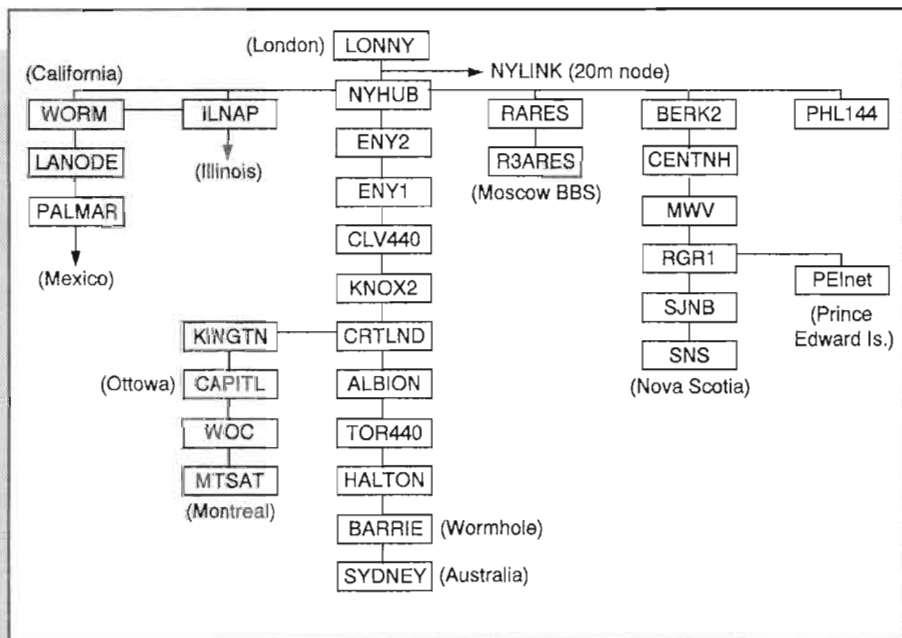 (London) LONNY
NYLINK (20m node)
(California)
WORM ILNAP NYHUB RARES BERK2 PHL144
LANODE (Illinois) ENY2 R3ARES CENTNH
(Moscow BBS)
PALMAR ENY1 MWV
(Mexico) CLV440 RGR1
KNOX2 SJNB PEInet
(Prince
Edward Is.)
KINGTN CRTLND SNS
(Nova Scotia)
(Ottowa) CAPITL ALBION
WOC TOR440
MTSAT HALTON
(Montreal)
BARRIE (Wormhole)
SYDNEY (Australia)